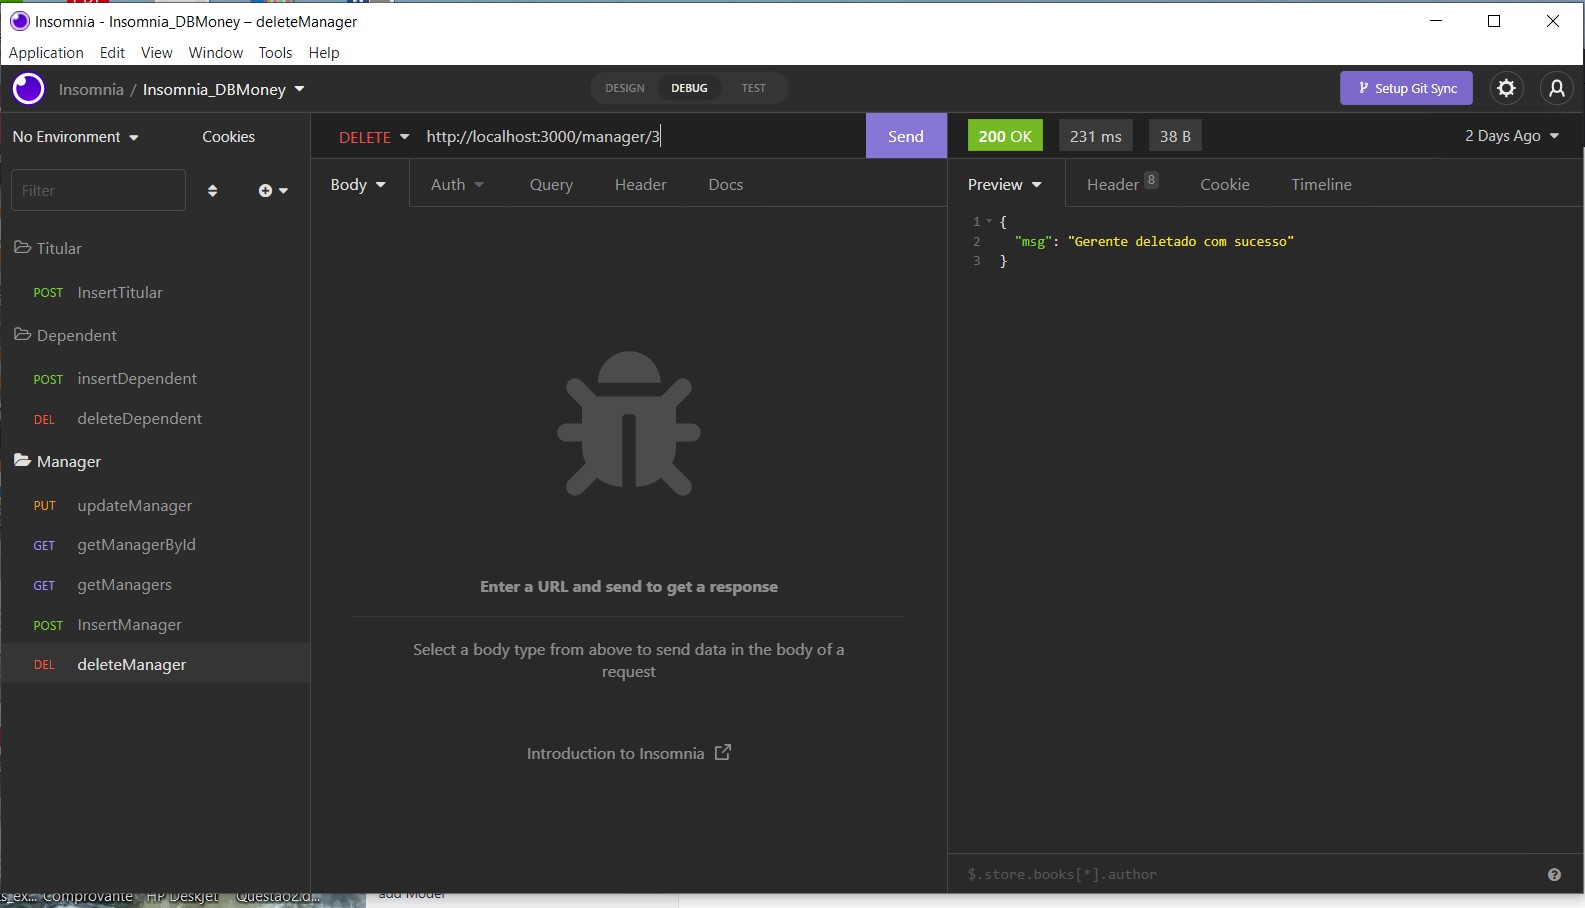 Insomnia - Insomnia_DBMoney – deleteManager
Application Edit View Window Tools Help
Insomnia / Insomnia_DBMoney
DESIGN DEBUG TEST
Setup Git Sync
No Environment Cookies
DELETE http://localhost:3000/manager/3 Send
200 OK 231 ms 38 B 2 Days Ago
Filter
Body Auth Query Header Docs
Preview Header 8 Cookie Timeline
1 {
2 "msg": "Gerente deletado com sucesso"
3 }
Titular
POST InsertTitular
Dependent
POST insertDependent
DEL deleteDependent
Manager
PUT updateManager
GET getManagerById
GET getManagers
POST InsertManager
DEL deleteManager
Enter a URL and send to get a response
Select a body type from above to send data in the body of a
request
Introduction to Insomnia
$.store.books[*].author
Comprovante HP Deskjet Questao2.d...
add Model